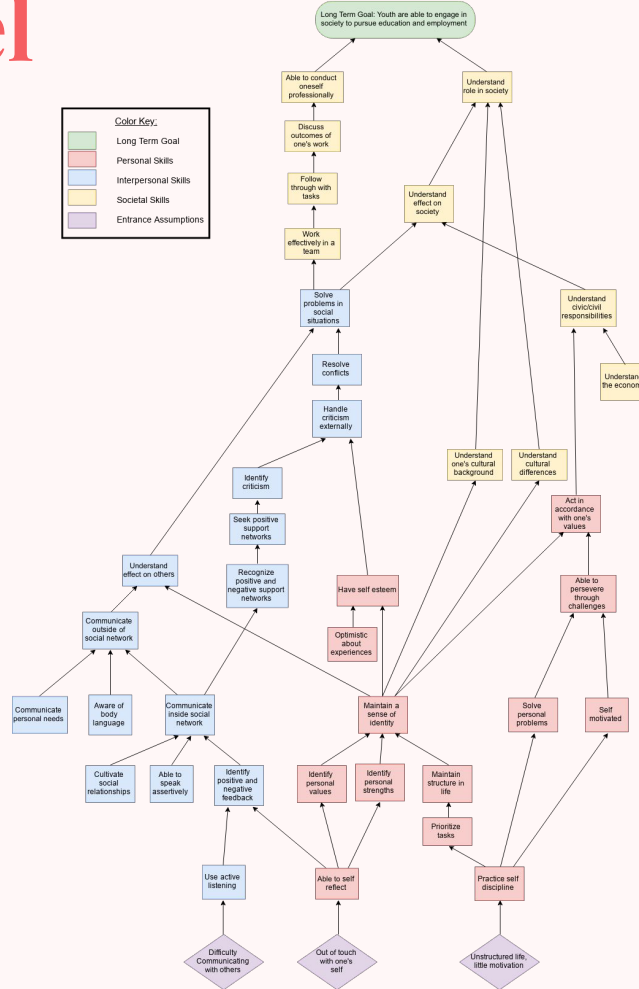 el
Long Term Goal: Youth are able to engage in
society to pursue education and employment
Able to conduct
oneself
professionally
Understand
role in society
Color Key:
Long Term Goal
Personal Skills
Interpersonal Skills
Societal Skills
Entrance Assumptions
Discuss
outcomes of
one's work
Follow
through with
tasks
Understand
effect on
society
Work
effectively in a
team
Solve
problems in
social
situations
Understand
civic/civil
responsibilities
Resolve
conflicts
Understand
the econom
Handle
criticism
externally
Identify
criticism
Understand
one's cultural
background
Understand
cultural
differences
Seek positive
support
networks
Act in
accordance
with one's
values
Understand
effect on others
Recognize
positive and
negative support
networks
Have self esteem
Able to
persevere
through
challenges
Communicate
outside of
social network
Optimistic
about
experiences
Communicate
personal needs
Aware of
body
language
Communicate
inside social
network
Maintain a
sense of
identity
Solve
personal
problems
Self
motivated
Cultivate
social
relationships
Able to
speak
assertively
Identify
positive and
negative
feedback
Identify
personal
values
Identify
personal
strengths
Maintain
structure in
life
Prioritize
tasks
Use active
listening
Able to self
reflect
Practice self
discipline
Difficulty
Communicating
with others
Out of touch
with one's
self
Unstructured life,
little motivation